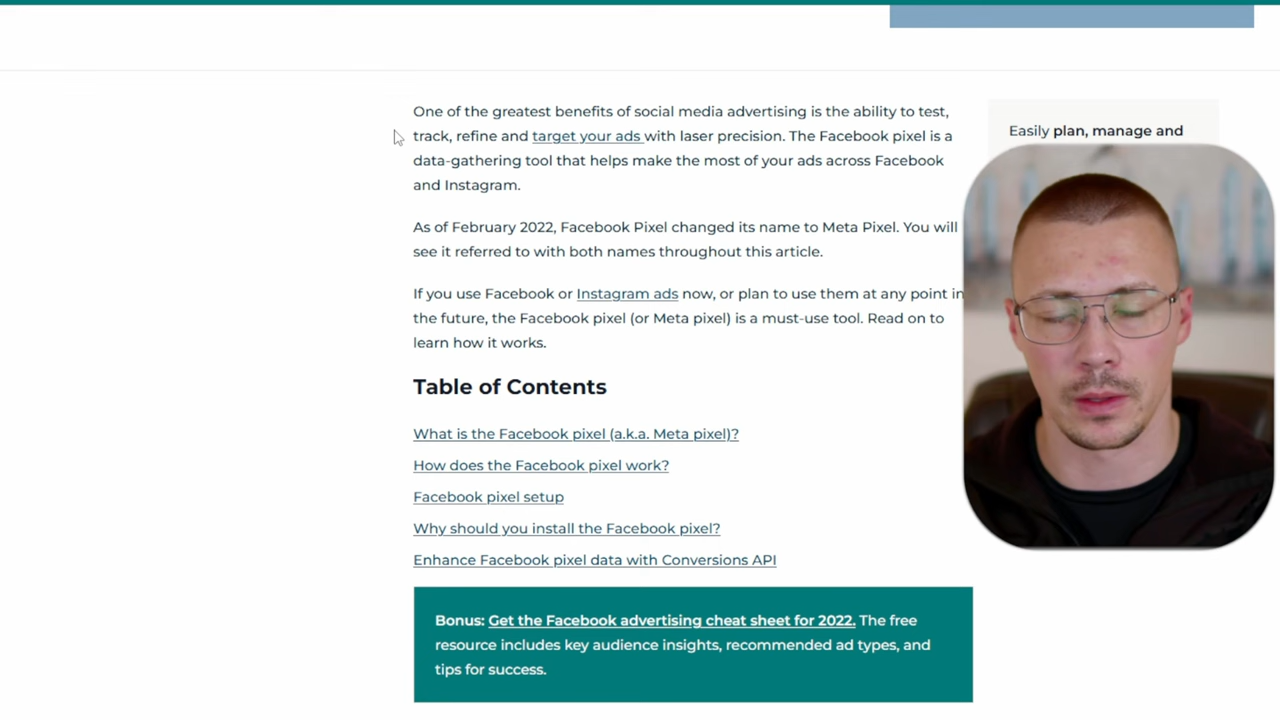 One of the greatest benefits of social media advertising is the ability to test,
track, refine and target your ads with laser precision. The Facebook pixel is a
data-gathering tool that helps make the most of your ads across Facebook
and Instagram.
As of February 2022, Facebook Pixel changed its name to Meta Pixel. You will
see it referred to with both names throughout this article.
If you use Facebook or Instagram ads now, or plan to use them at any point in
the future, the Facebook pixel (or Meta pixel) is a must-use tool. Read on to
learn how it works.
Table of Contents
What is the Facebook pixel (a.k.a. Meta pixel)?
How does the Facebook pixel work?
Facebook pixel setup
Why should you install the Facebook pixel?
Enhance Facebook pixel data with Conversions API
Bonus: Get the Facebook advertising cheat sheet for 2022. The free
resource includes key audience insights, recommended ad types, and
tips for success.
Easily plan, manage and